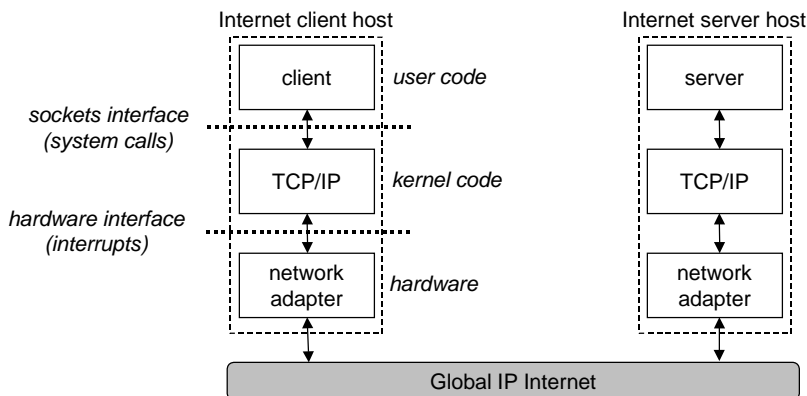 Internet client host
Internet server host
client
user code
server
sockets interface
(system calls)
TCP/IP
kernel code
TCP/IP
hardware interface
(interrupts)
network
adapter
hardware
network
adapter
Global IP Internet